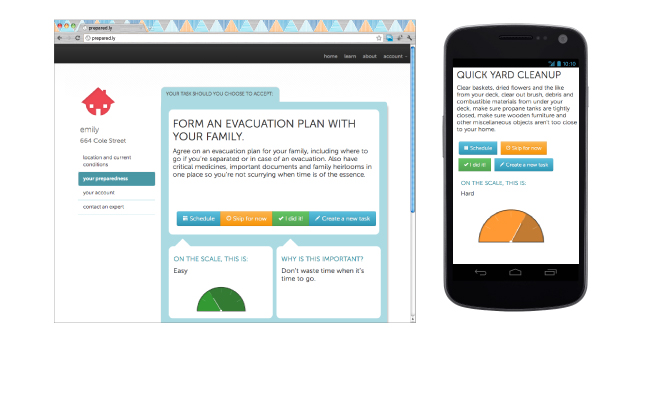 prepared.ly
prepared.ly
home learn about account
YOUR TASK SHOULD YOU CHOOSE TO ACCEPT:
emily
664 Cole Street
location and current
conditions
your preparedness
your account
contact an expert
FORM AN EVACUATION PLAN WITH
YOUR FAMILY.
Agree on an evacuation plan for your family, including where to
go if you're separated or in case of an evacuation. Also have
critical medicines, important documents and family heirlooms in
one place so you're not scurrying when time is of the essence.
Schedule Skip for now I did it! Create a new task
ON THE SCALE, THIS IS:
Easy
WHY IS THIS IMPORTANT?
Don't waste time when it's
time to go.
10:10
QUICK YARD CLEANUP
Clear baskets, dried flowers and the like
from your deck, clear out brush, debris and
combustible materials from under your
deck, make sure propane tanks are tightly
closed, make sure wooden furniture and
other miscellaneous objects aren't too close
to your home.
Schedule Skip for now
I did it! Create a new task
ON THE SCALE, THIS IS:
Hard